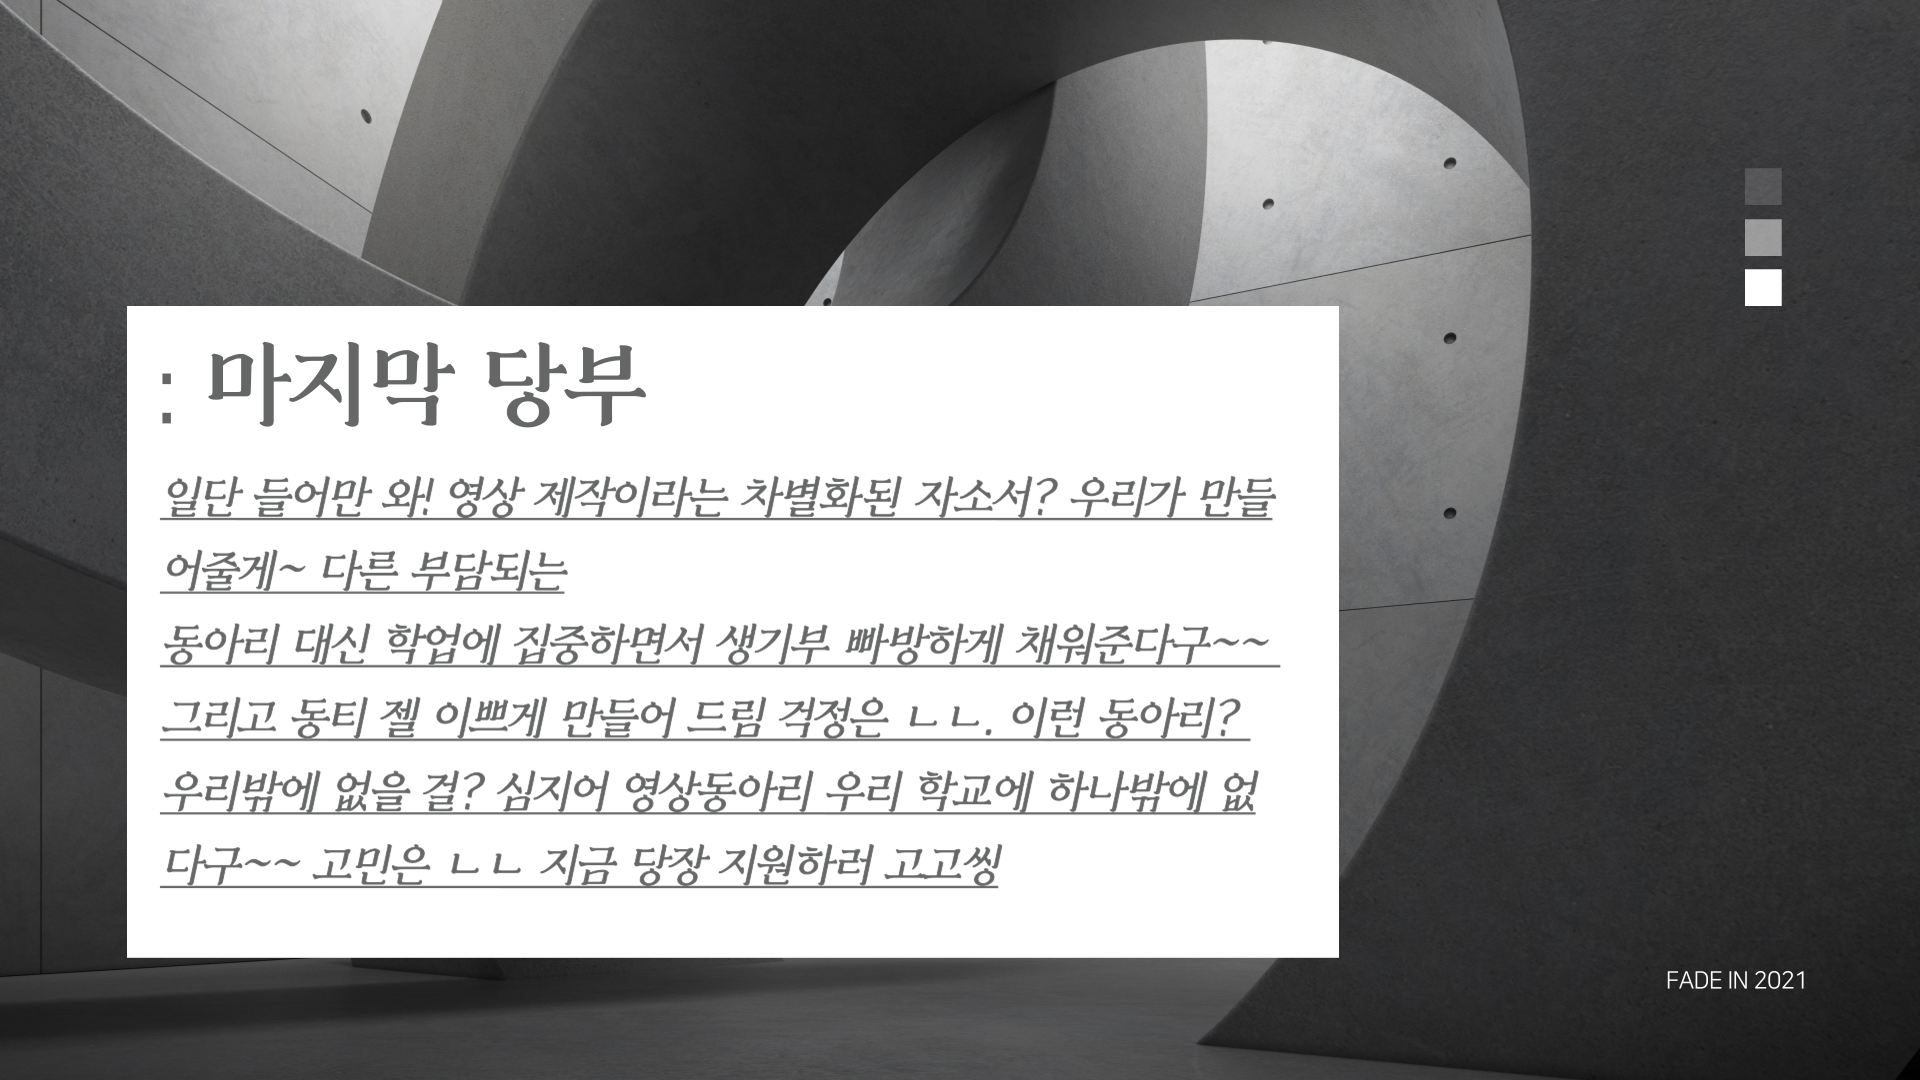 : 마지막 당부
일단 들어만 와! 영상 제작이라는 차별화된 자소서? 우리가 만들
어줄게~ 다른 부담되는
동아리 대신 학업에 집중하면서 생기부 빠방하게 채워준다구~~
그리고 동티 젤 이쁘게 만들어 드림 걱정은 ㄴㄴ. 이런 동아리?
우리밖에 없을 걸? 심지어 영상동아리 우리 학교에 하나밖에 없
다구~~ 고민은 ㄴㄴ 지금 당장 지원하러 고고씽
FADE IN 2021